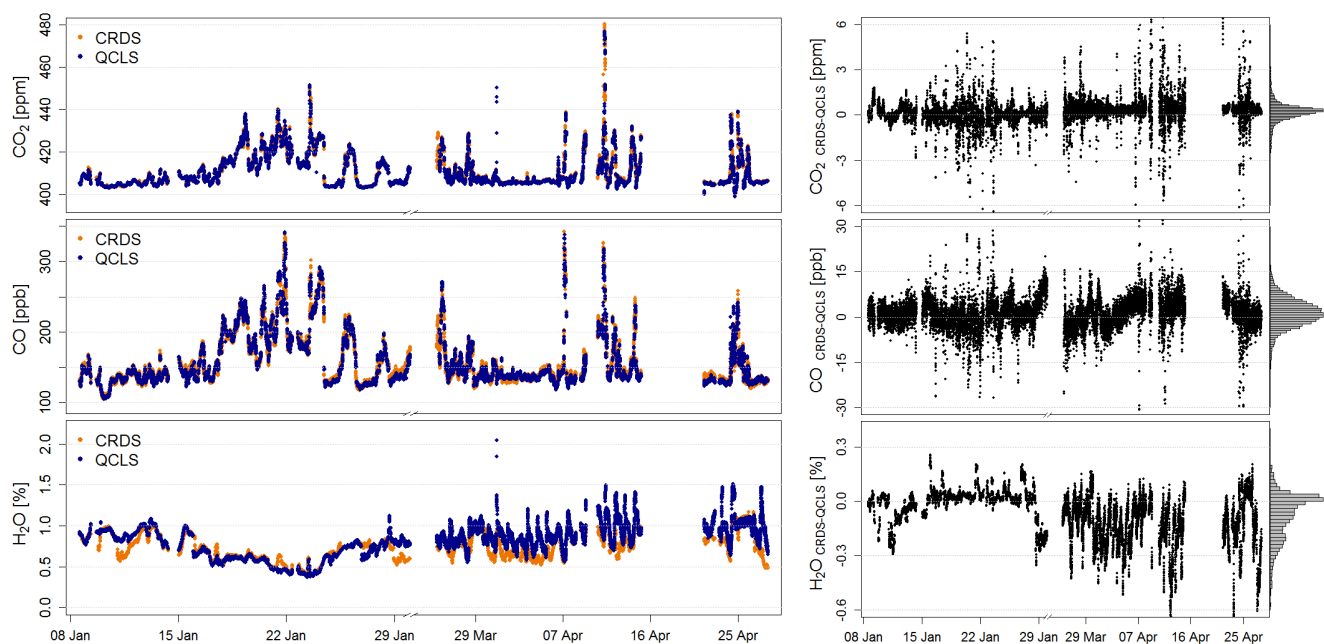 CO2 [ppm]
480
460
440
420
400
CRDS
QCLS
CO [ppb]
300
200
100
CRDS
QCLS
H2O [%]
2.0
1.5
1.0
0.5
0.0
CRDS
QCLS
08 Jan 15 Jan 22 Jan 29 Jan 29 Mar 07 Apr 16 Apr 25 Apr
CO2 CRDS-QCLS [ppm]
6
3
0
-3
-6
CO CRDS-QCLS [ppb]
30
15
0
-15
-30
H2O CRDS-QCLS [%]
0.3
0.0
-0.3
-0.6
08 Jan 15 Jan 22 Jan 29 Jan 29 Mar 07 Apr 16 Apr 25 Apr